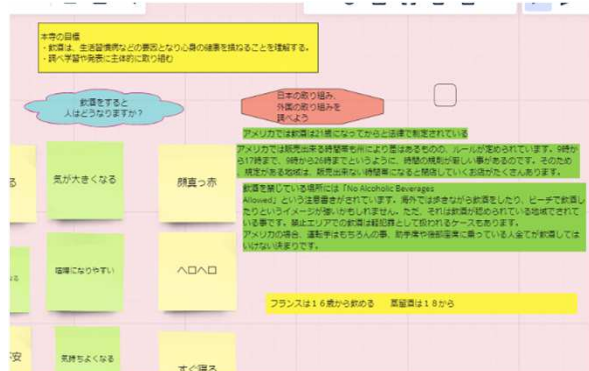 本時の目標
・飲酒は、生活習慣病などの要因となり心身の健康を損ねることを理解する。
・調べ学習や発表に主体的に取り組む
飲酒をすると
人はどうなりますか？
日本の取り組み、
外国の取り組みを
調べよう
アメリカでは飲酒は21歳になってからと法律で制定されている
アメリカでは販売出来る時間帯も州により差はあるものの、ルールが定められています。9時か
ら17時まで、9時から26時までというように、時間の規則が厳しい事があるのです。そのため
、規定がある地域は、販売出来ない時間帯になると閉店していくお店がたくさんあります。
飲酒を禁している場所には「No Alcoholic Beverages
Allowed」という注意書きがされています。海外では歩きながら飲酒をしたり、ビーチで飲酒し
たりというイメージが強いかもしれません。ただ、それは飲酒が認められている地域でされて
いる事です。禁止エリアでの飲酒は軽犯罪として扱われるケースもあります。
アメリカの場合、運転手はもちろんの事、助手席や後部座席に乗っている人全てが飲酒しては
いけない決まりです。
る
気が大きくなる
顔真っ赤
喧嘩になりやすい
ヘロヘロ
フランスは１６歳から飲める　蒸留酒は１８から
安
気持ちよくなる
すぐ寝る